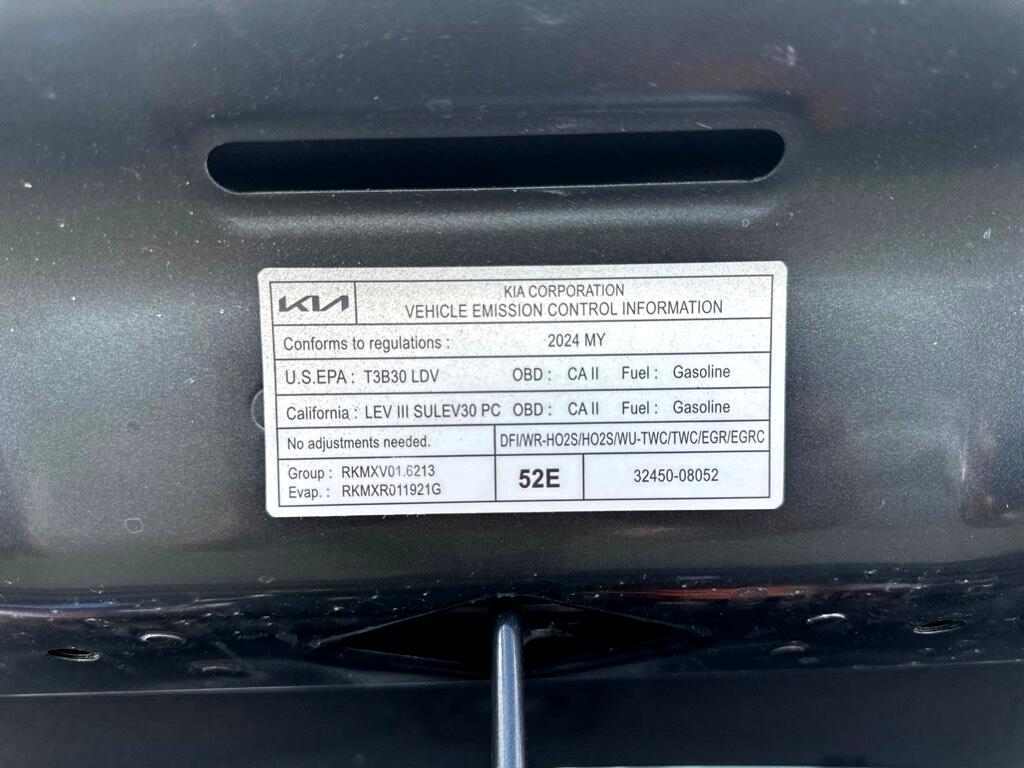 KIA
KIA CORPORATION
VEHICLE EMISSION CONTROL INFORMATION
Conforms to regulations : 2024 MY
U.S.EPA : T3B30 LDV OBD : CA II Fuel : Gasoline
California : LEV III SULEV30 PC OBD : CA II Fuel : Gasoline
No adjustments needed. DFI/WR-HO2S/HO2S/WU-TWC/TWC/EGR/EGRC
Group : RKMXV01.6213
Evap. : RKMXR011921G
52E
32450-08052